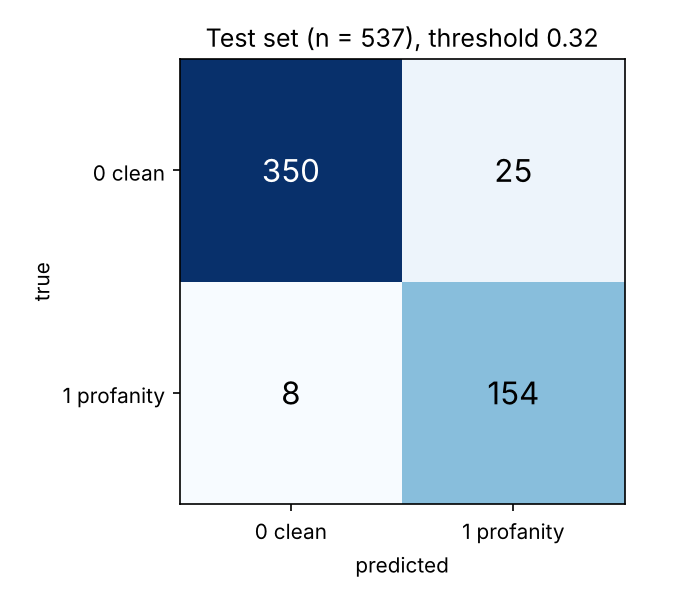 Test set (n = 537), threshold 0.32
350
25
0 clean
true
8
154
1 profanity
0 clean
1 profanity
predicted